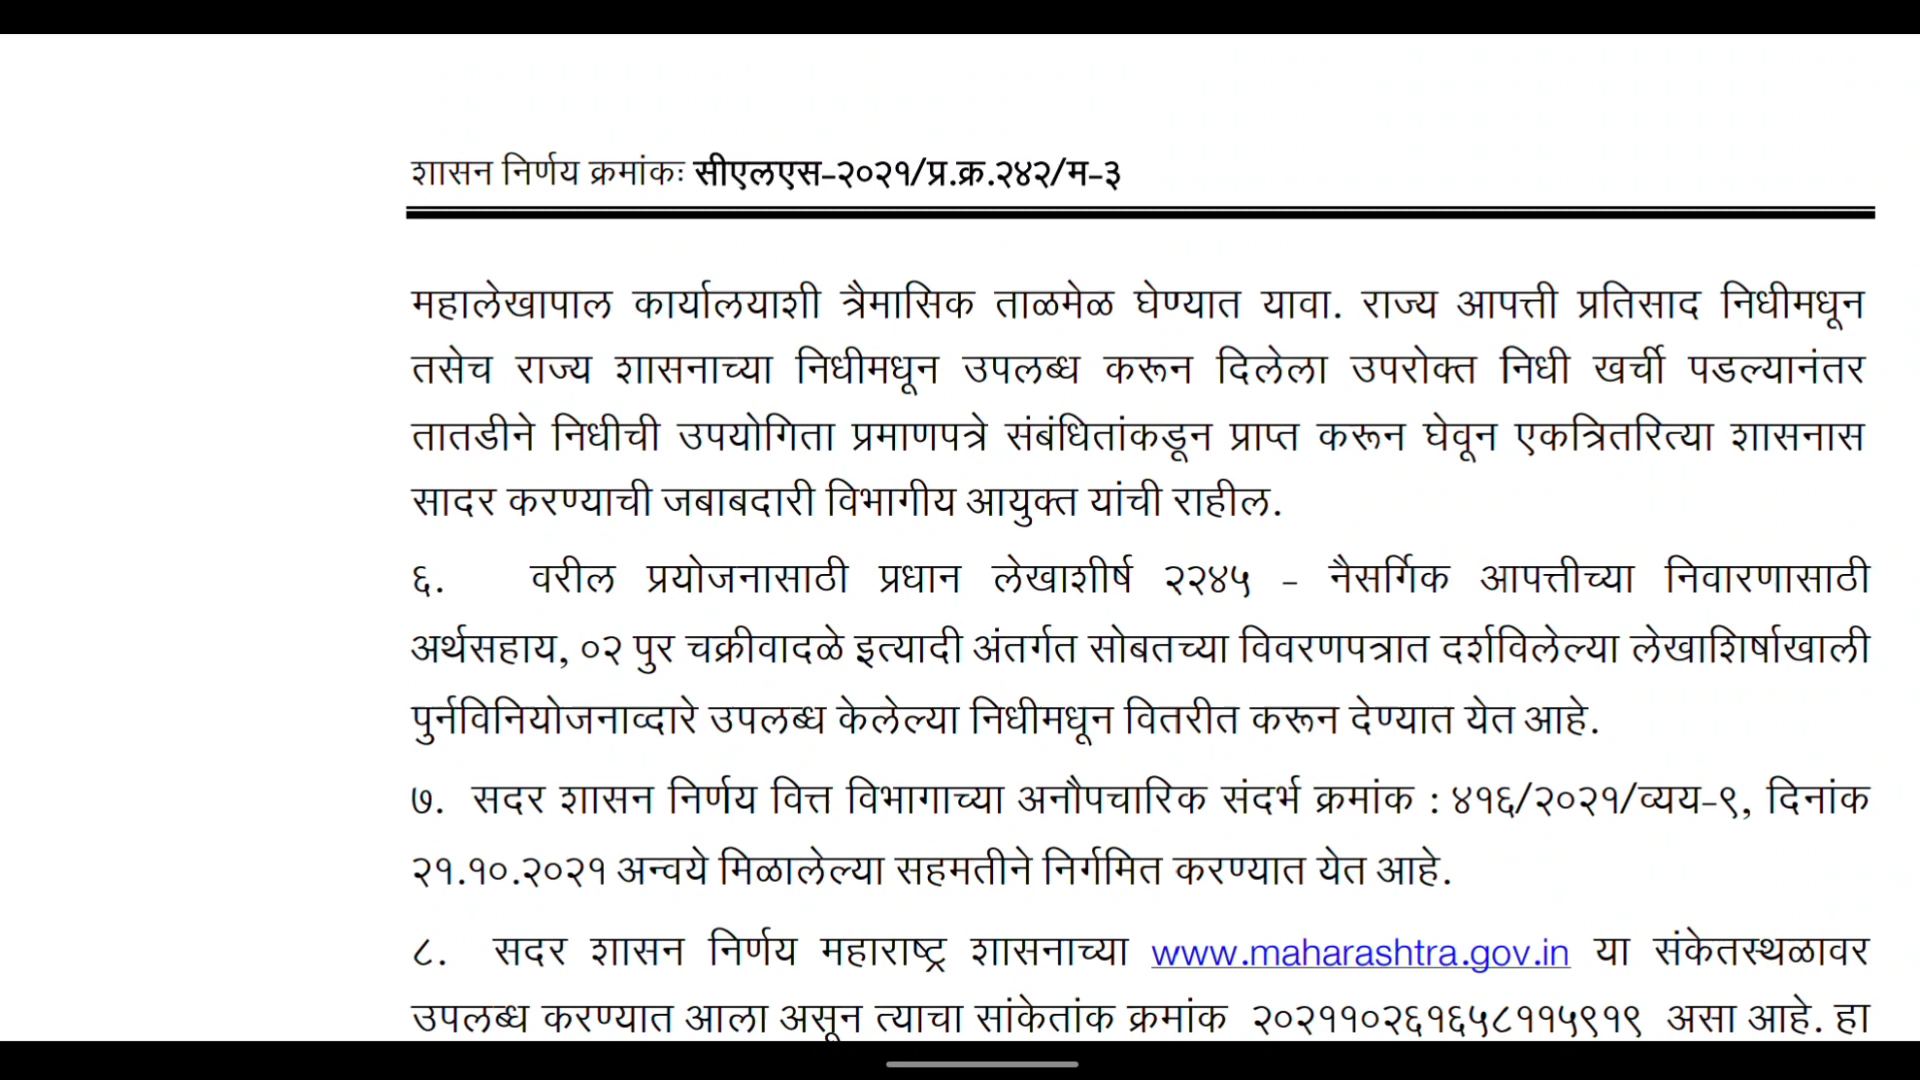 शासन निर्णय क्रमांकः सीएलएस-२०२१/प्र.क्र.२४२/म-३
महालेखापाल कार्यालयाशी त्रैमासिक ताळमेळ घेण्यात यावा. राज्य आपत्ती प्रतिसाद निधीमधून
तसेच राज्य शासनाच्या निधीमधून उपलब्ध करून दिलेला उपरोक्त निधी खर्ची पडल्यानंतर
तातडीने निधीची उपयोगिता प्रमाणपत्रे संबंधितांकडून प्राप्त करून घेवून एकत्रितरित्या शासनास
सादर करण्याची जबाबदारी विभागीय आयुक्त यांची राहील.
६. वरील प्रयोजनासाठी प्रधान लेखाशीर्ष २२४५ - नैसर्गिक आपत्तीच्या निवारणासाठी
अर्थसहाय, ०२ पुर चक्रीवादळे इत्यादी अंतर्गत सोबतच्या विवरणपत्रात दर्शविलेल्या लेखाशिर्षाखाली
पुर्नविनियोजनाव्दारे उपलब्ध केलेल्या निधीमधून वितरीत करून देण्यात येत आहे.
७. सदर शासन निर्णय वित्त विभागाच्या अनौपचारिक संदर्भ क्रमांक : ४१६/२०२१/व्यय-९, दिनांक
२१.१०.२०२१ अन्वये मिळालेल्या सहमतीने निर्गमित करण्यात येत आहे.
८. सदर शासन निर्णय महाराष्ट्र शासनाच्या www.maharashtra.gov.in या संकेतस्थळावर
उपलब्ध करण्यात आला असून त्याचा सांकेतांक क्रमांक २०२११०२६१६५८११५९१९ असा आहे. हा